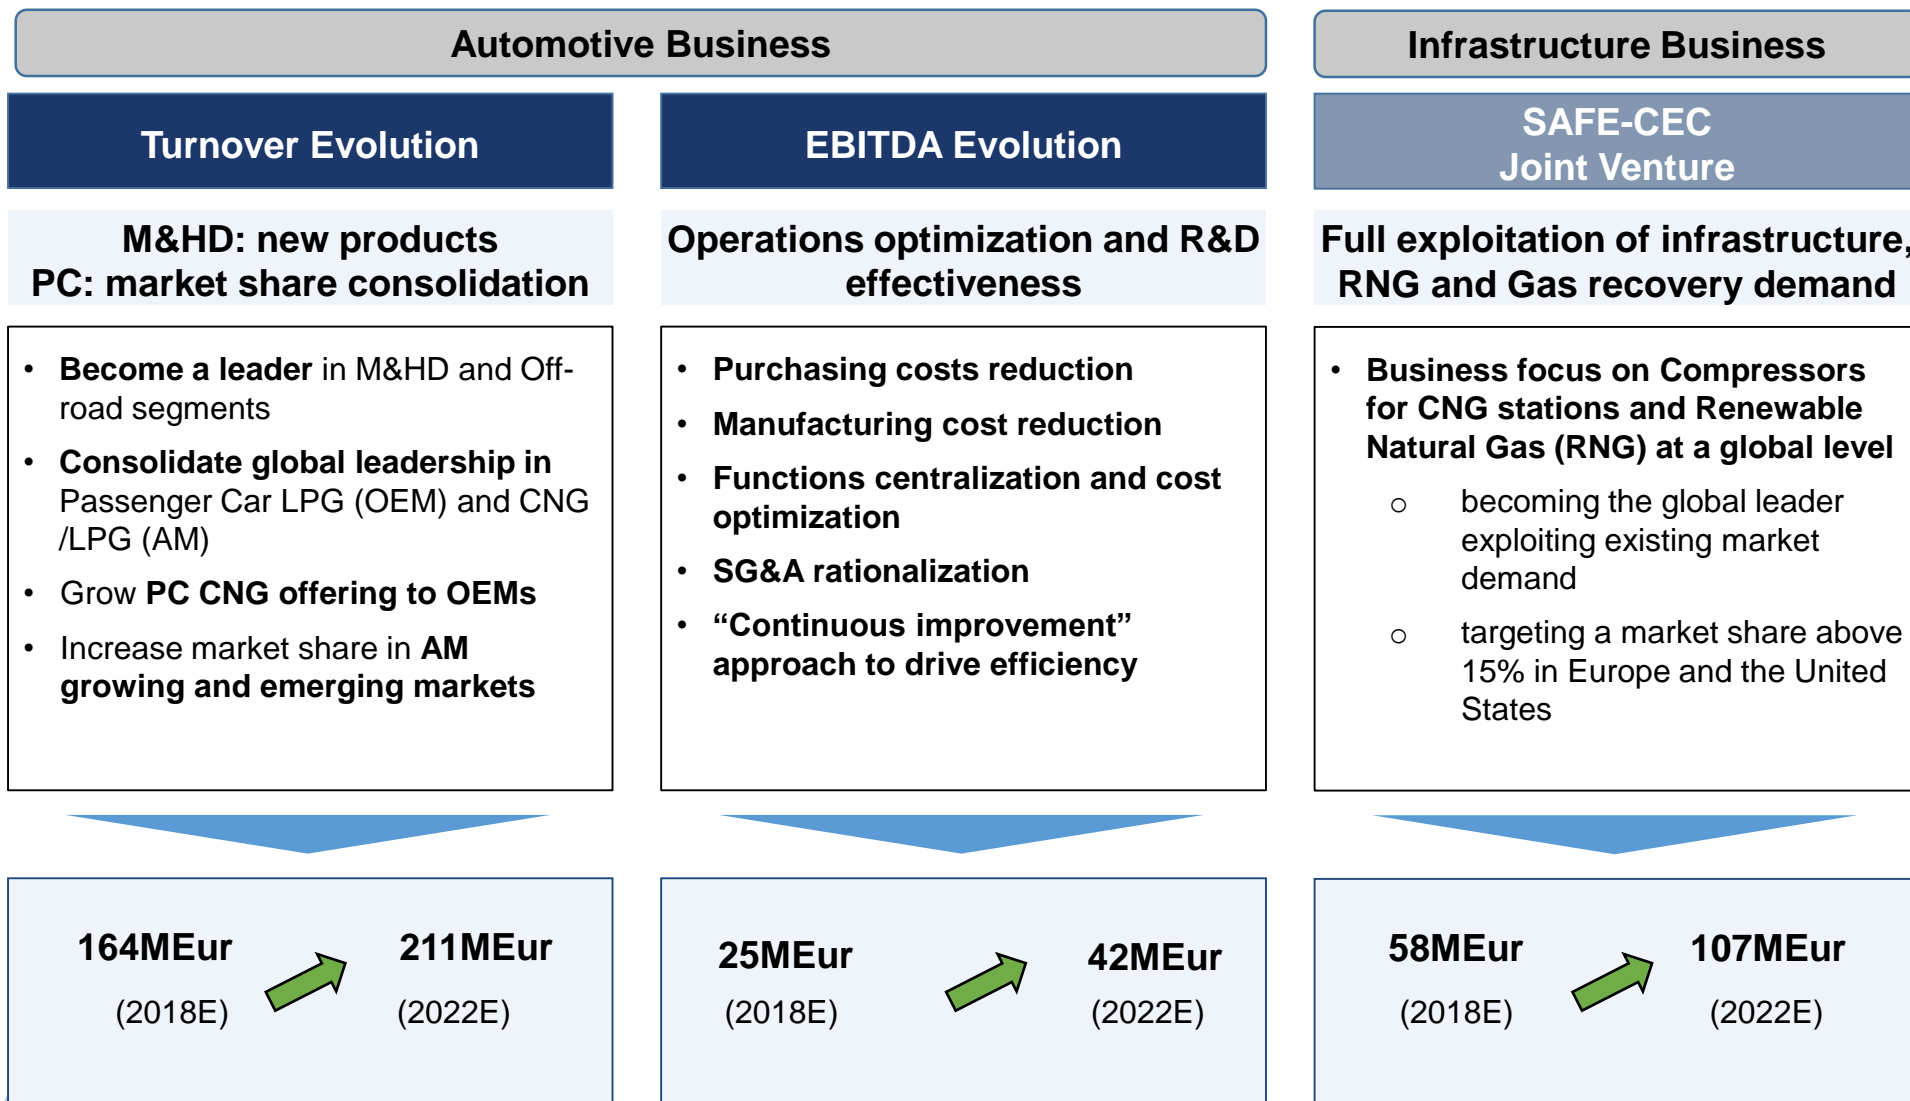 Automotive Business
Turnover Evolution
M&HD: new products
PC: market share consolidation
• Become a leader in M&HD and Off-
road segments
• Consolidate global leadership in
Passenger Car LPG (OEM) and CNG
/LPG (AM)
• Grow PC CNG offering to OEMs
• Increase market share in AM
growing and emerging markets
164MEur
(2018E)
211MEur
(2022E)
EBITDA Evolution
Operations optimization and R&D
effectiveness
• Purchasing costs reduction
• Manufacturing cost reduction
• Functions centralization and cost
optimization
• SG&A rationalization
• “Continuous improvement”
approach to drive efficiency
25MEur
(2018E)
42MEur
(2022E)
Infrastructure Business
SAFE-CEC
Joint Venture
Full exploitation of infrastructure,
RNG and Gas recovery demand
• Business focus on Compressors
for CNG stations and Renewable
Natural Gas (RNG) at a global level
o becoming the global leader
exploiting existing market
demand
o targeting a market share above
15% in Europe and the United
States
58MEur
(2018E)
107MEur
(2022E)